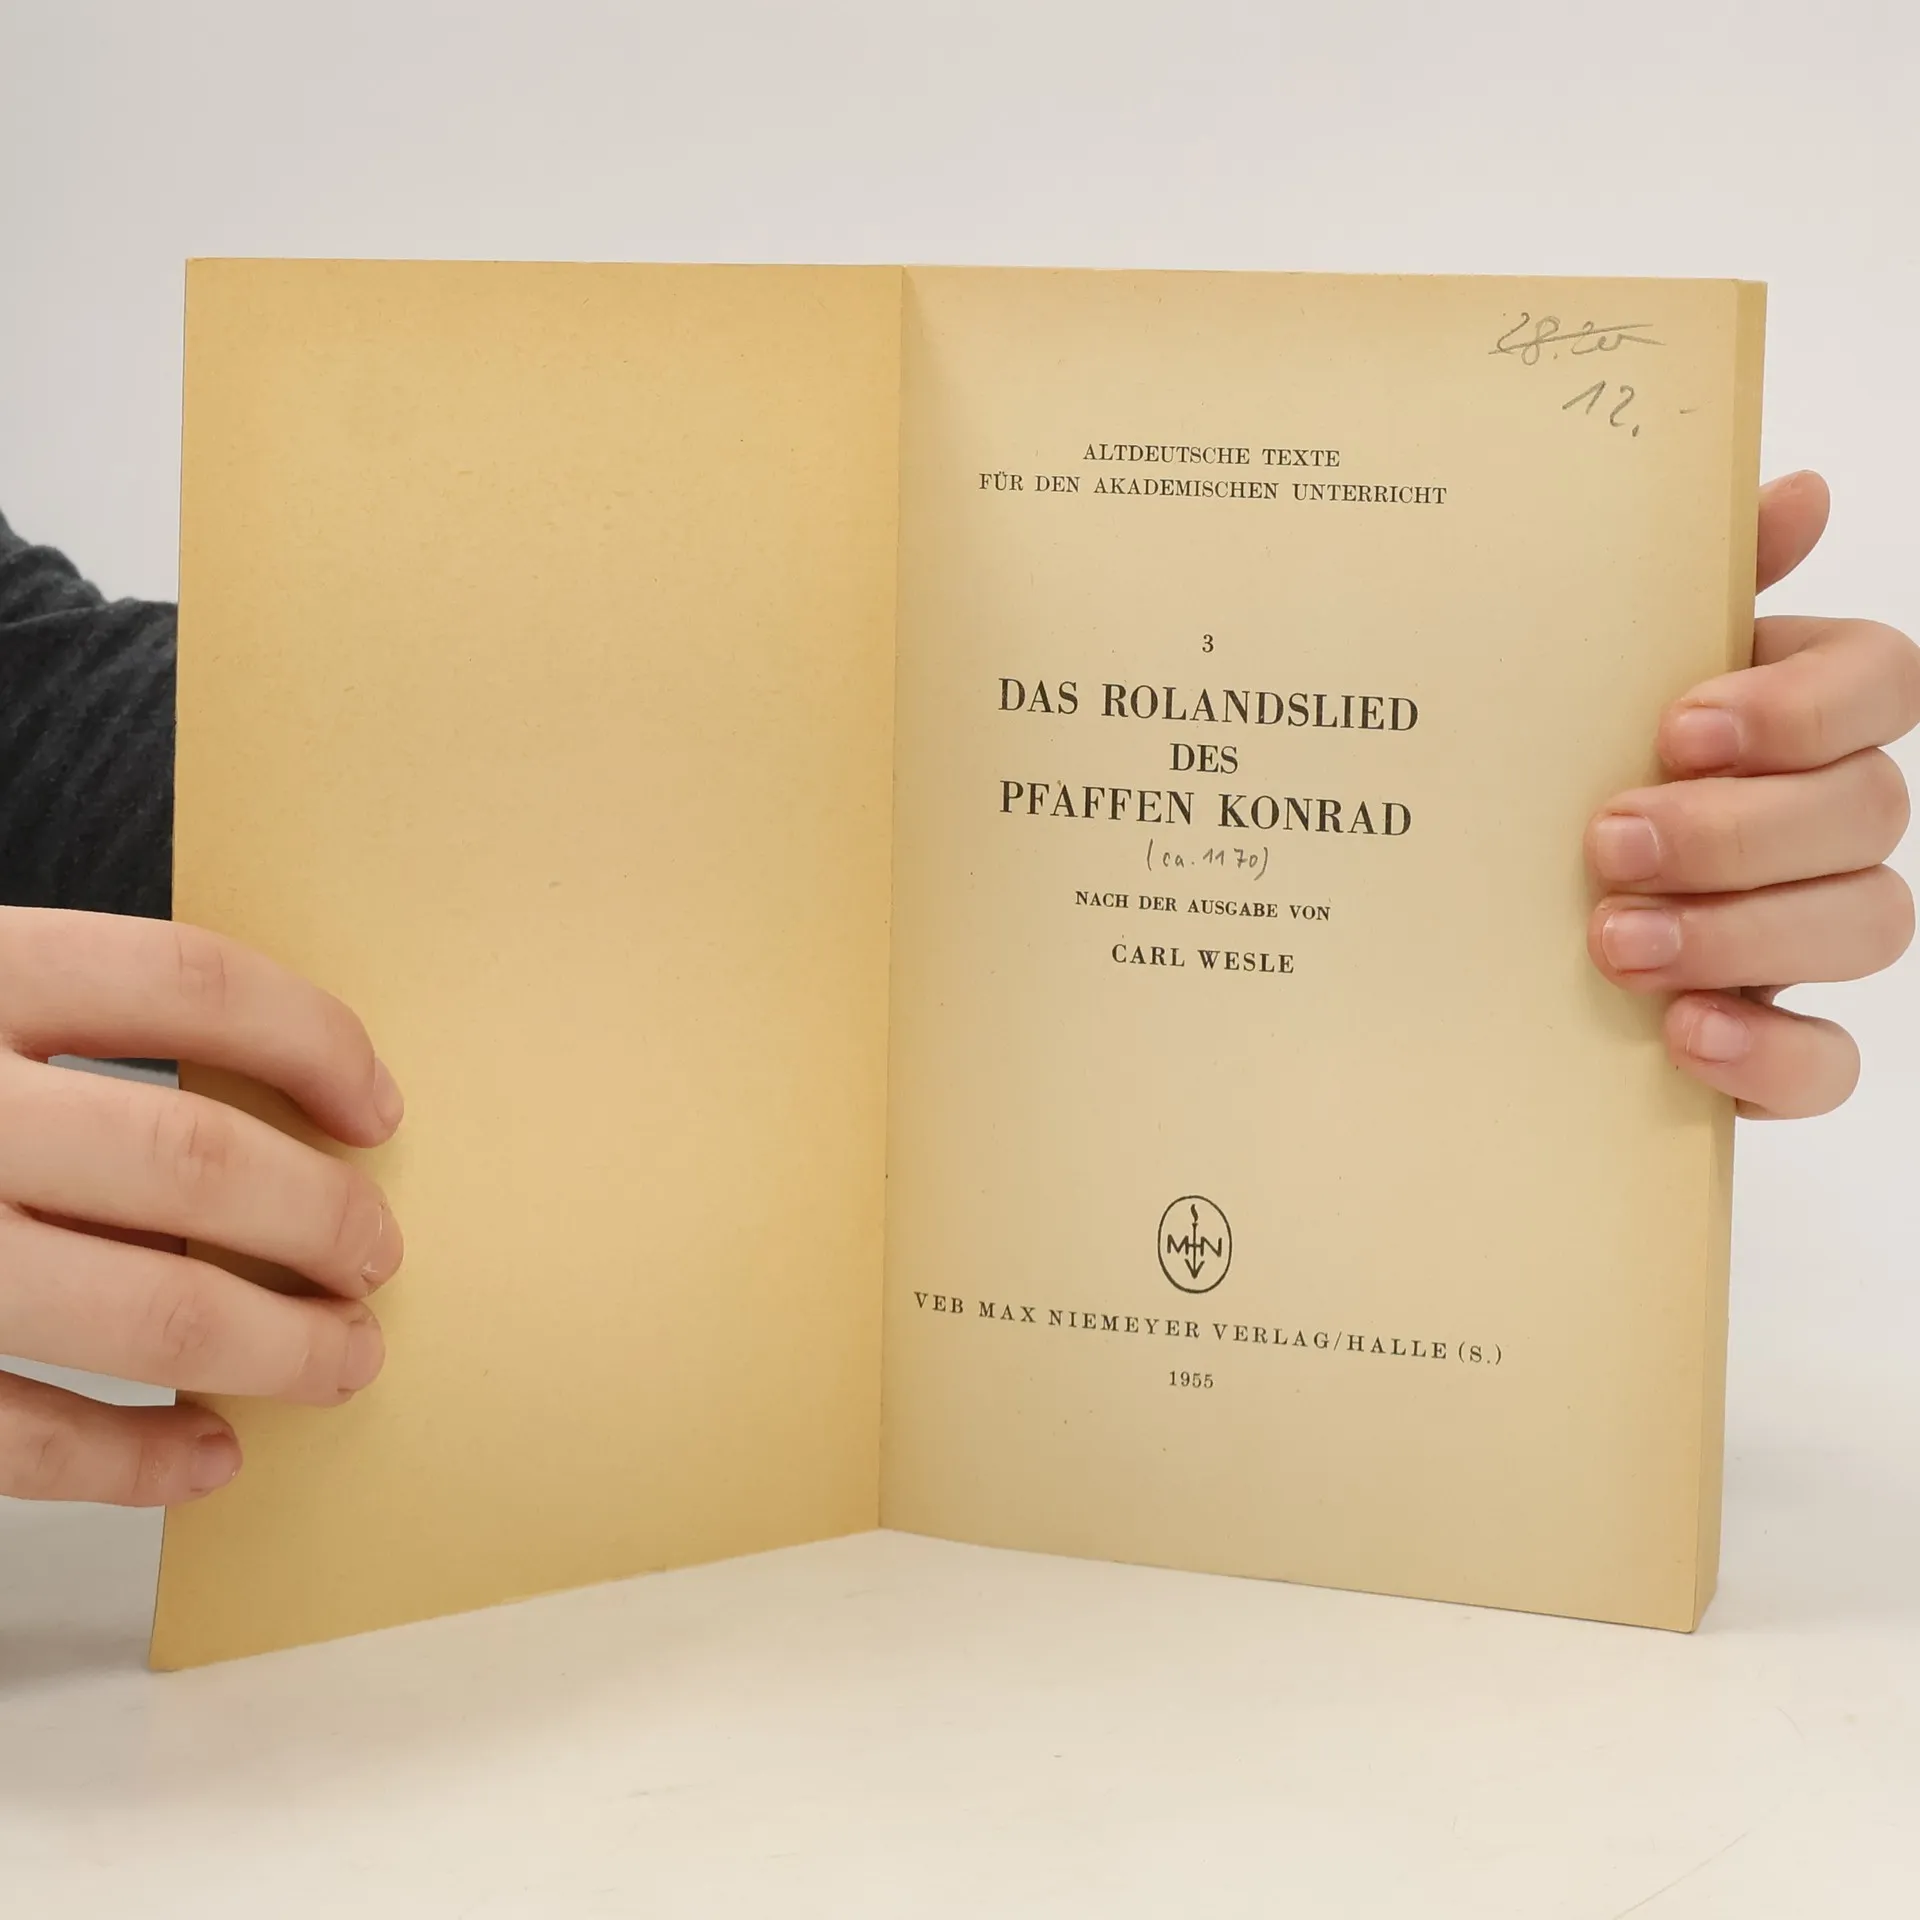 28.20
12.-
ALTDEUTSCHE TEXTE
FÜR DEN AKADEMISCHEN UNTERRICHT
3
DAS ROLANDSLIED
DES
PFAFFEN KONRAD
(ca. 1170)
NACH DER AUSGABE VON
CARL WESLE
M N
VEB MAX NIEMEYER VERLAG/HALLE (S.)
1955